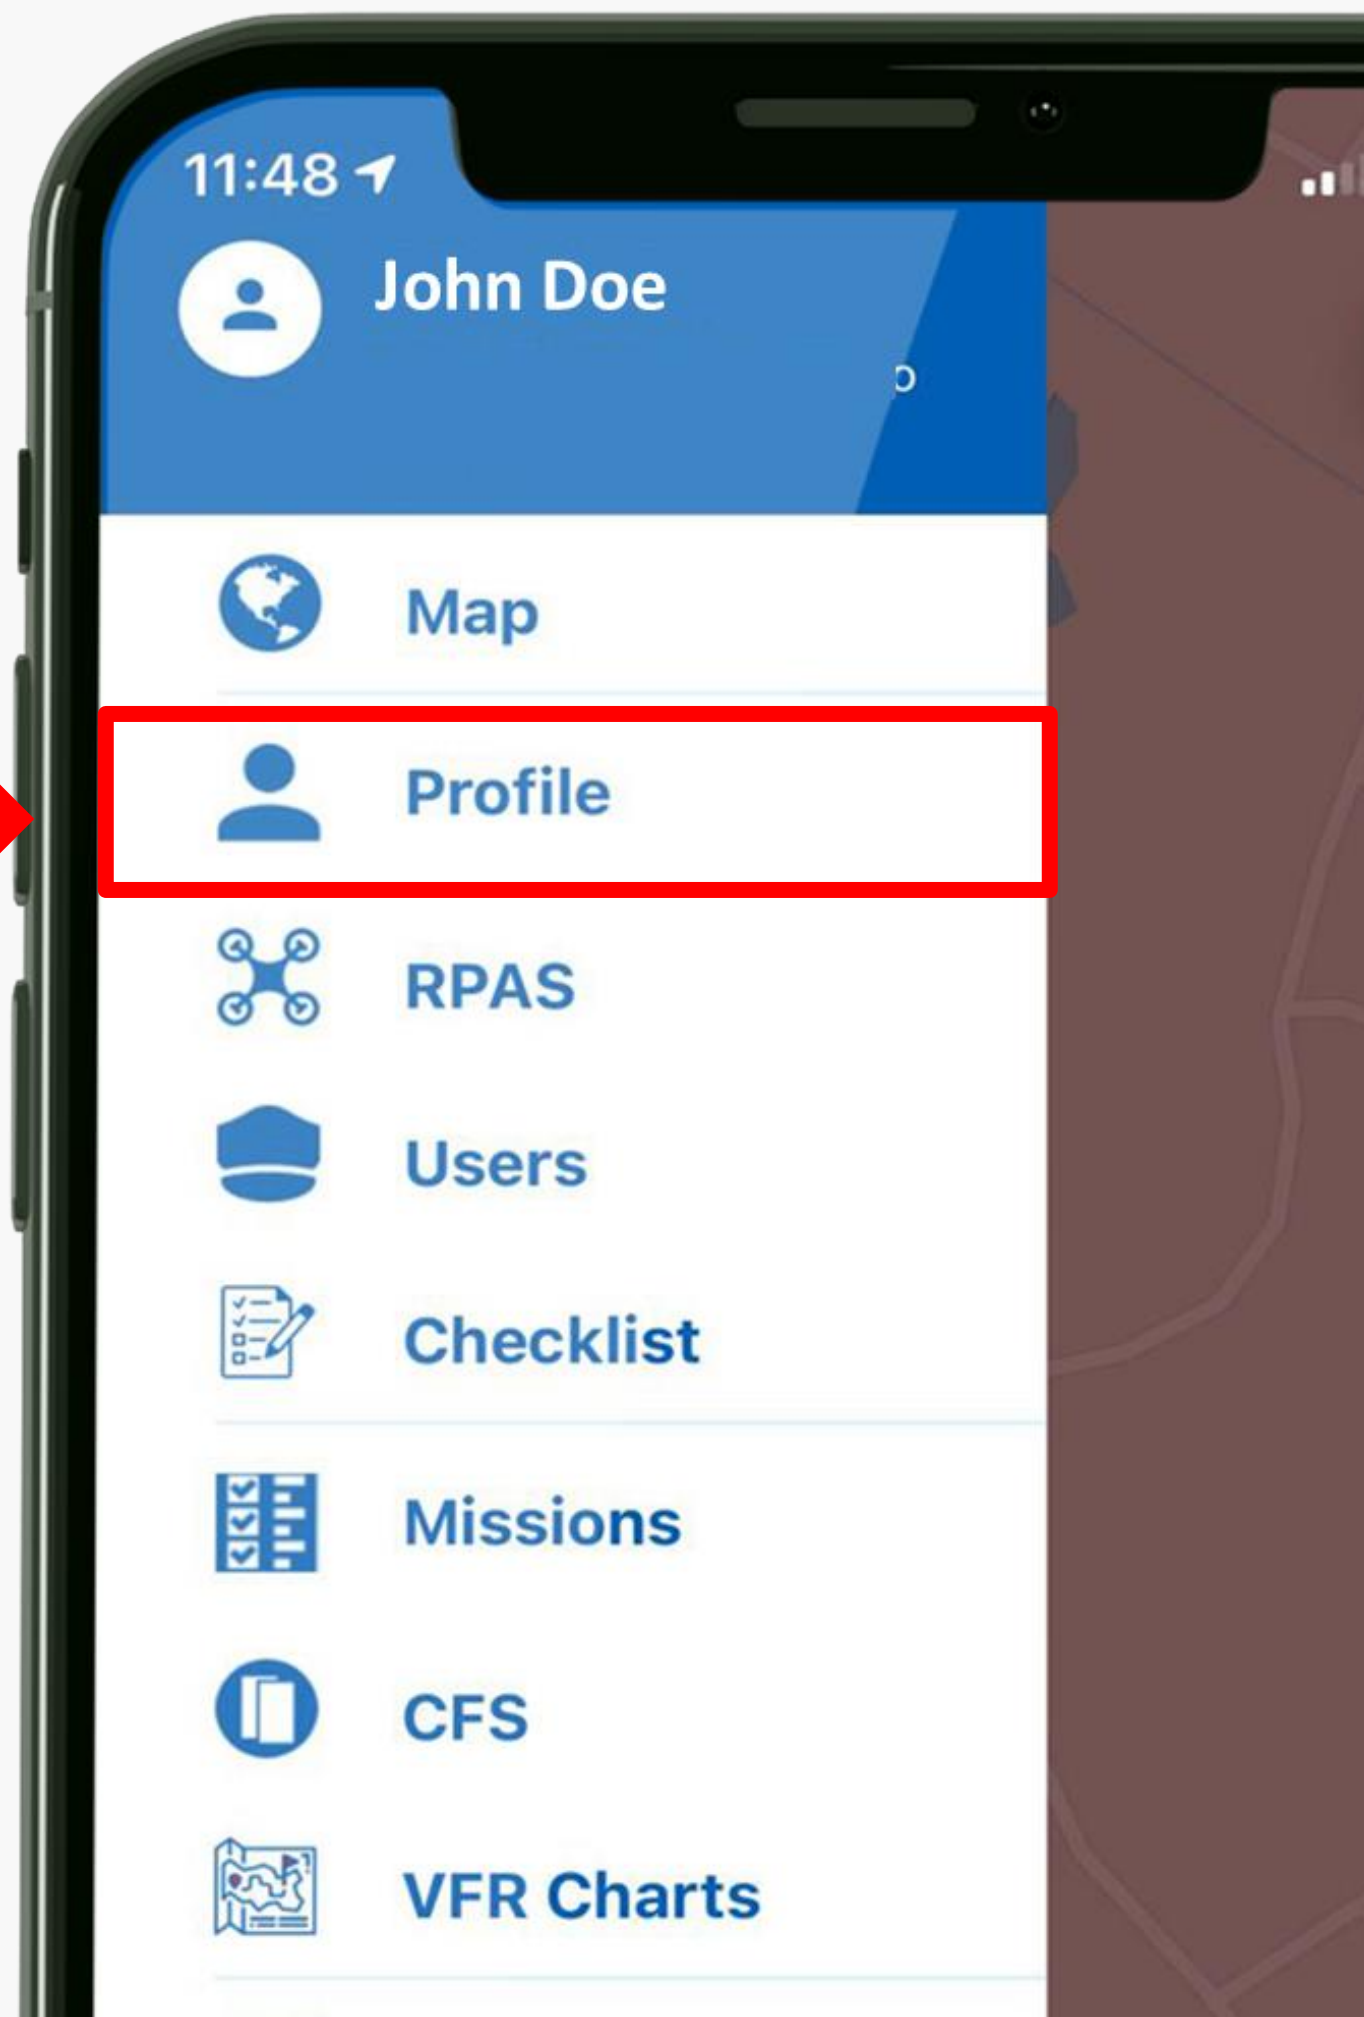 11:48
John Doe
p
Map
Profile
RPAS
Users
Checklist
Missions
CFS
VFR Charts